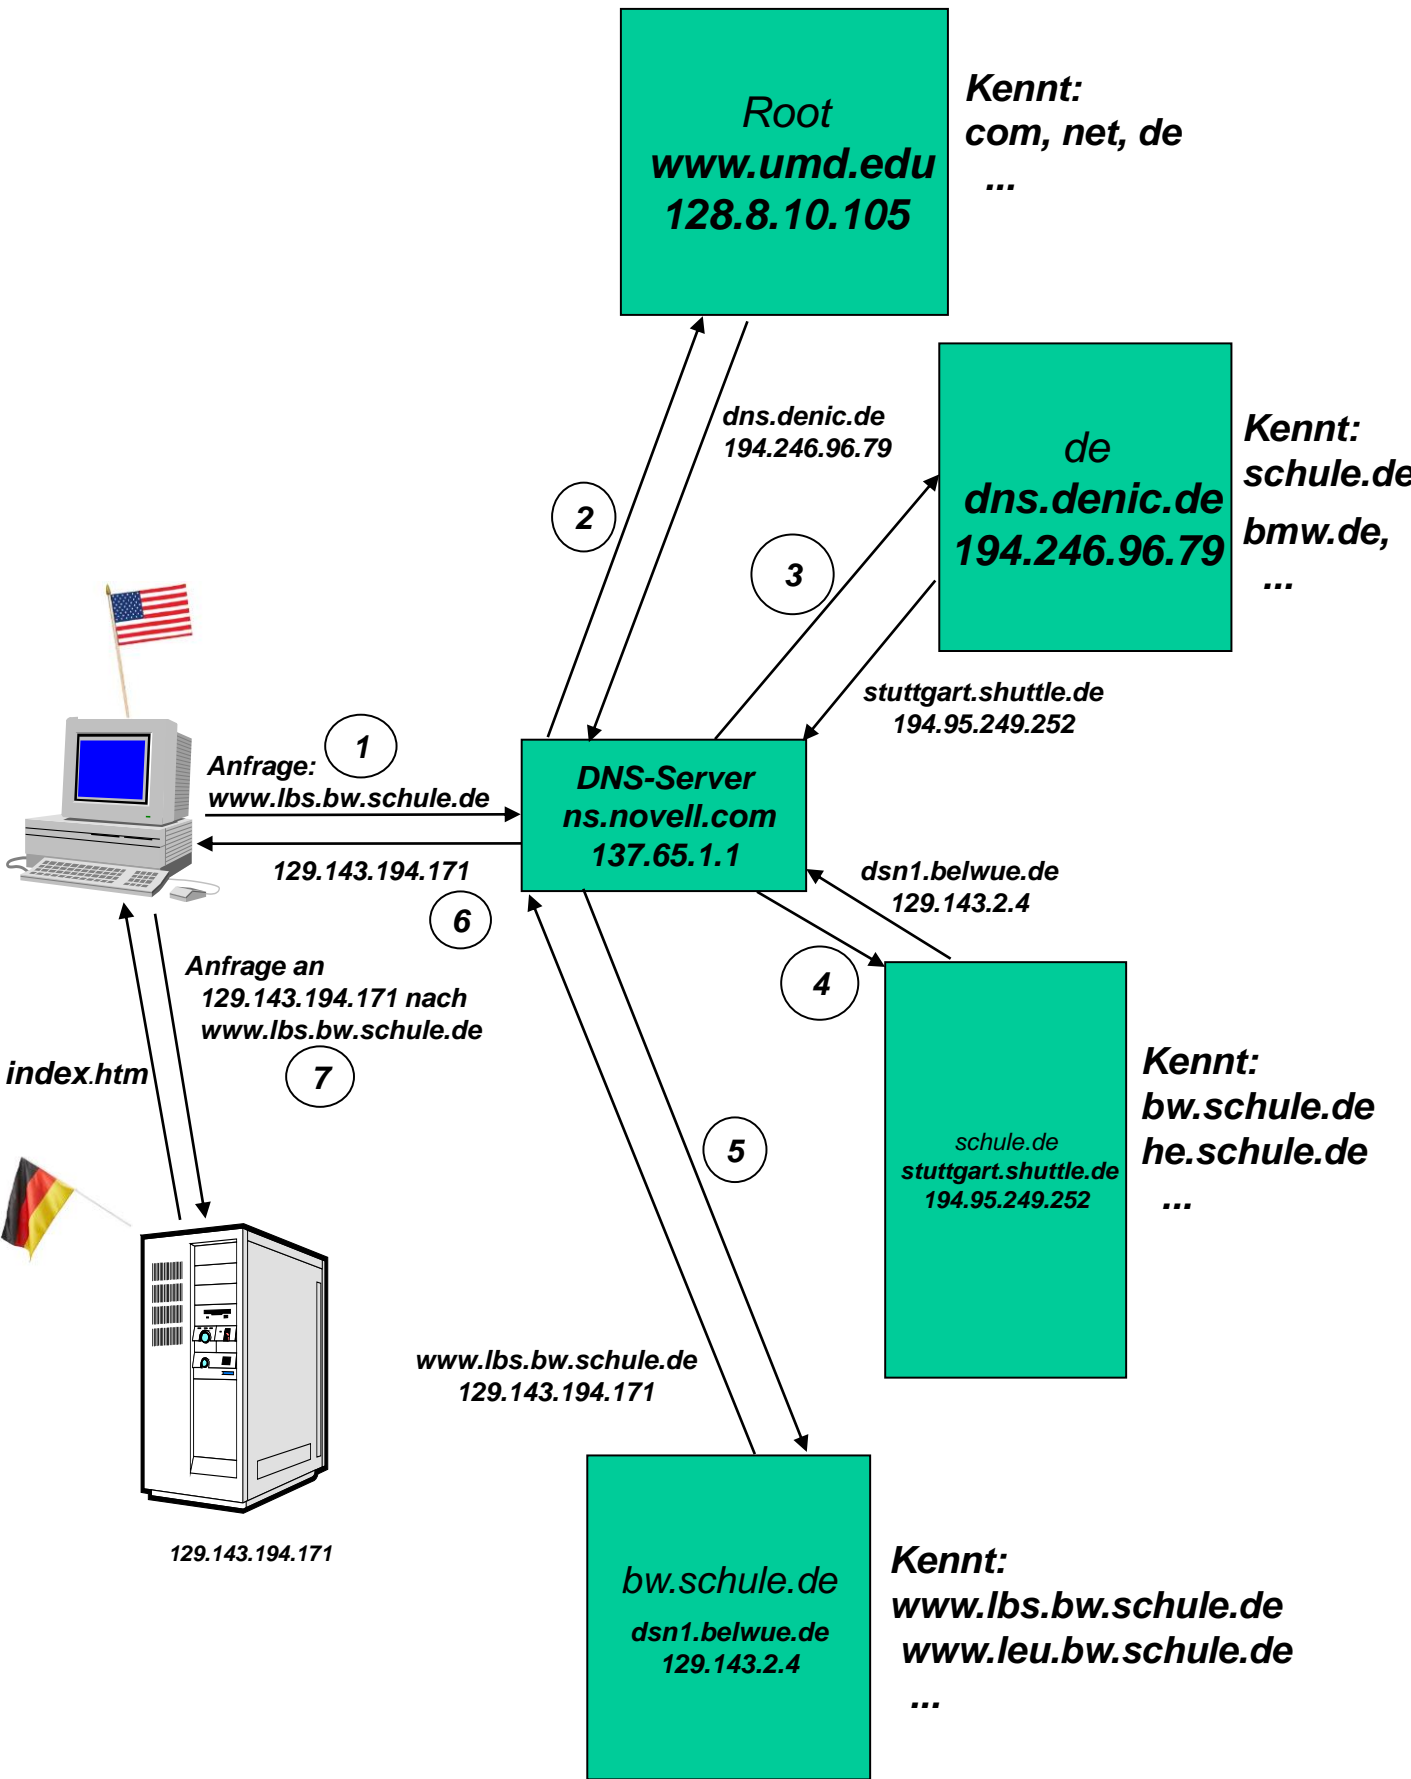 Root
www.umd.edu
128.8.10.105
Kennt:
com, net, de
...
dns.denic.de
194.246.96.79
2
de
dns.denic.de
194.246.96.79
Kennt:
schule.de
bmw.de,
...
3
stuttgart.shuttle.de
194.95.249.252
1
Anfrage:
www.lbs.bw.schule.de
DNS-Server
ns.novell.com
137.65.1.1
129.143.194.171
6
dsn1.belwue.de
129.143.2.4
4
Anfrage an
129.143.194.171 nach
www.lbs.bw.schule.de
7
index.htm
5
schule.de
stuttgart.shuttle.de
194.95.249.252
Kennt:
bw.schule.de
he.schule.de
...
www.lbs.bw.schule.de
129.143.194.171
129.143.194.171
bw.schule.de
dsn1.belwue.de
129.143.2.4
Kennt:
www.lbs.bw.schule.de
www.leu.bw.schule.de
...